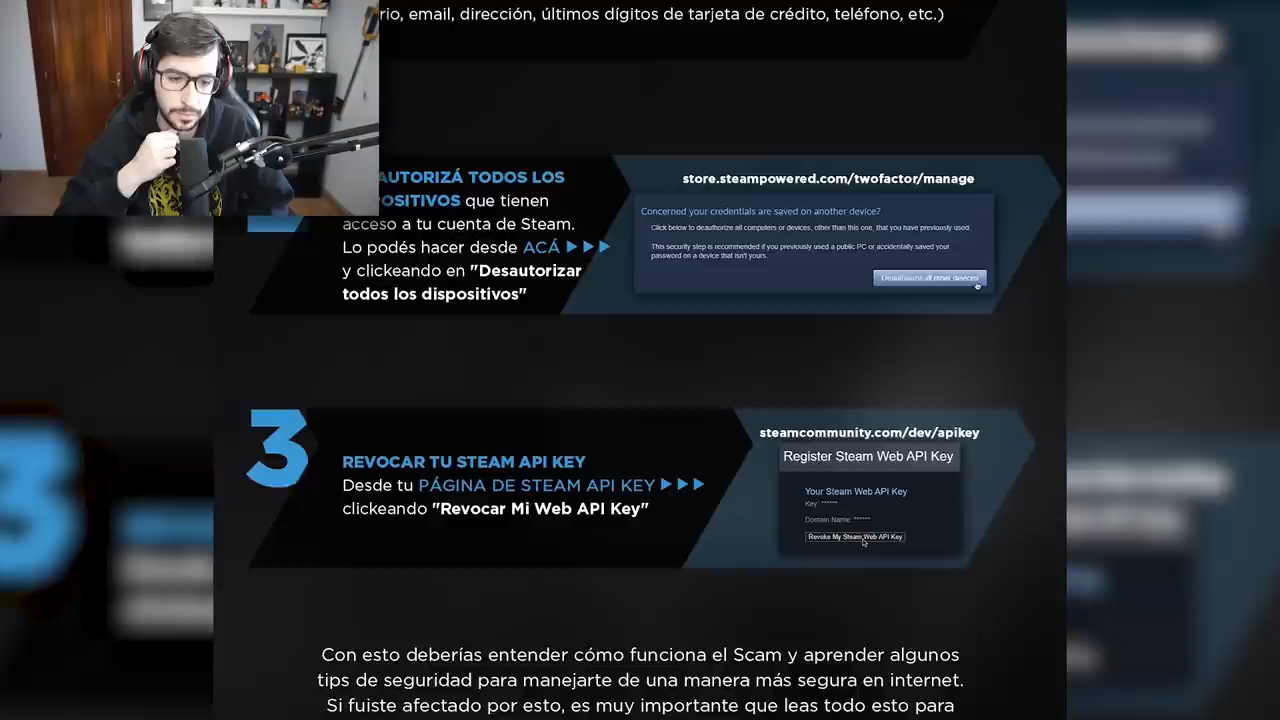 rio, email, dirección, últimos dígitos de tarjeta de crédito, teléfono, etc.)
AUTORIZÁ TODOS LOS
POSITIVOS que tienen
acceso a tu cuenta de Steam.
Lo podés hacer desde ACÁ
y clickeando en "Desautorizar
todos los dispositivos"
store.steampowered.com/twofactor/manage
Concerned your credentials are saved on another device?
Click below to deauthorize all computers or devices, other than this one, that you have previously used.
This security step is recommended if you previously used a public PC or accidentally saved your
password on a device that isn't yours.
Deauthorize all other devices
3
REVOCAR TU STEAM API KEY
Desde tu PÁGINA DE STEAM API KEY
clickeando "Revocar Mi Web API Key"
steamcommunity.com/dev/apikey
Register Steam Web API Key
Your Steam Web API Key
Key: ******
Domain Name: ******
Revoke My Steam Web API Key
Con esto deberías entender cómo funciona el Scam y aprender algunos
tips de seguridad para manejarte de una manera más segura en internet.
Si fuiste afectado por esto, es muy importante que leas todo esto para